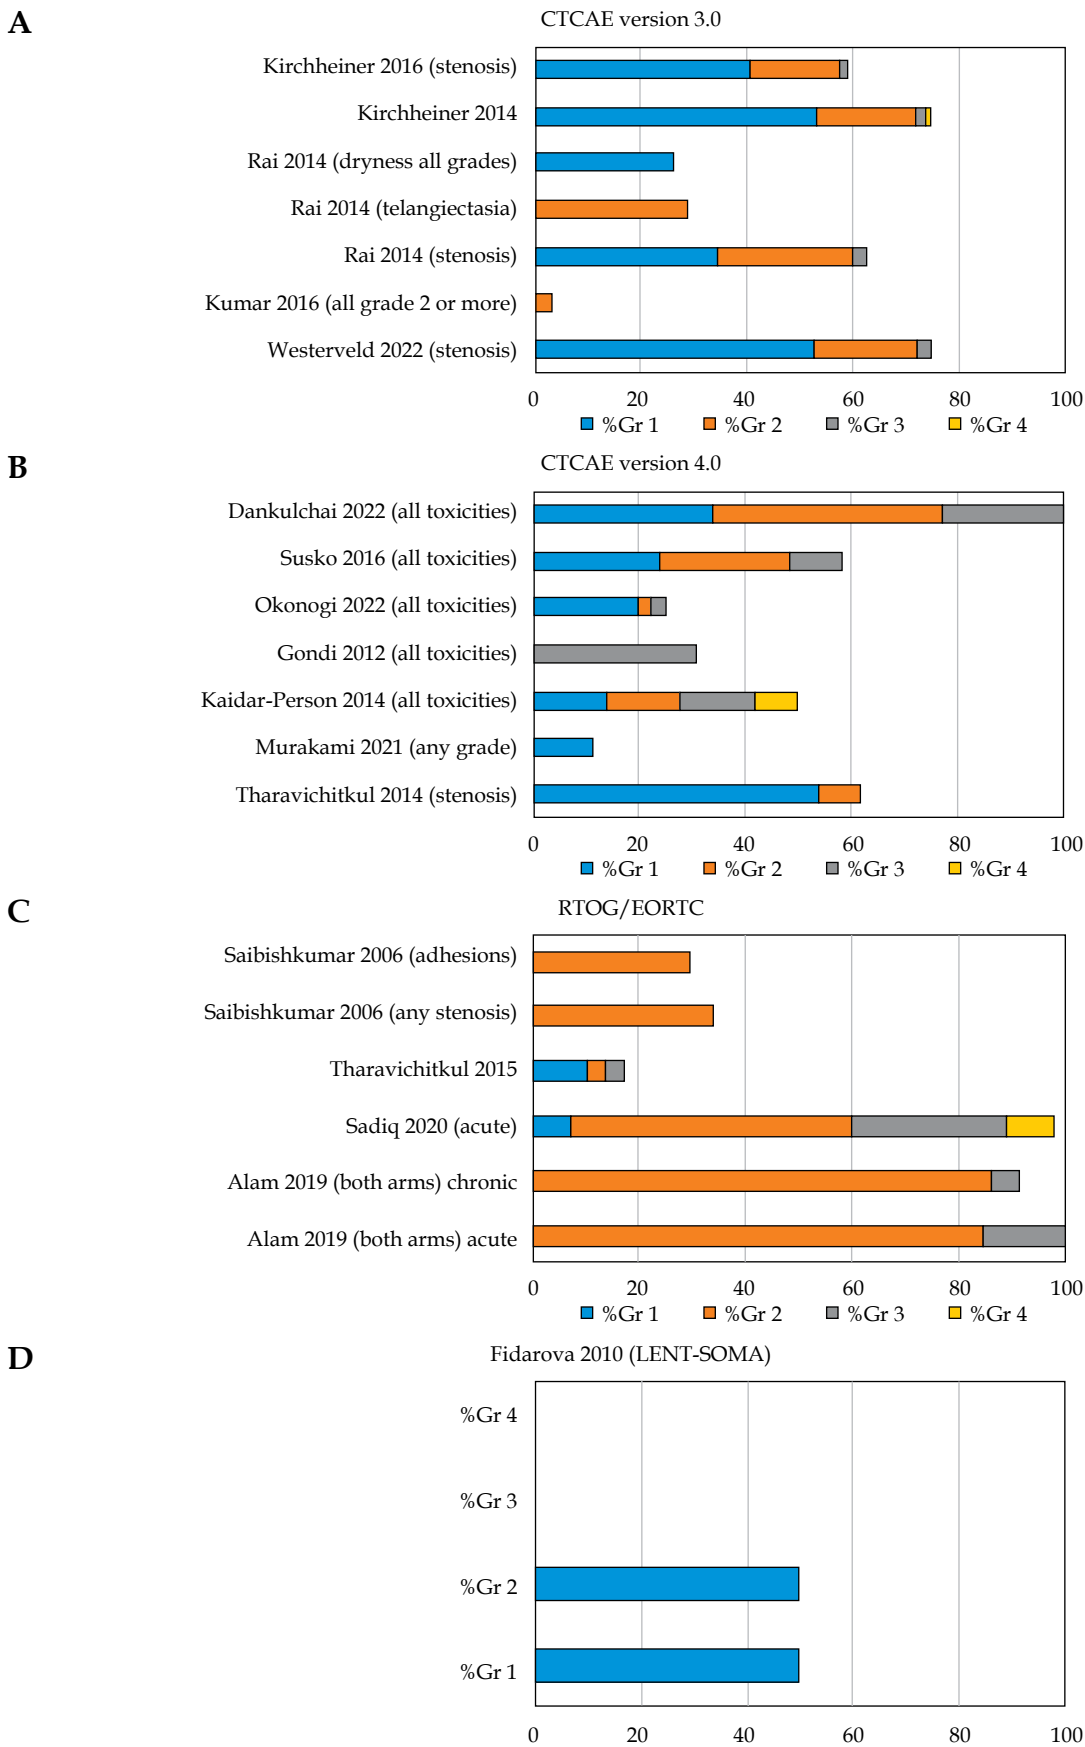 A
CTCAE version 3.0
Kirchheiner 2016 (stenosis)
Kirchheiner 2014
Rai 2014 (dryness all grades)
Rai 2014 (telangiectasia)
Rai 2014 (stenosis)
Kumar 2016 (all grade 2 or more)
Westerveld 2022 (stenosis)
0 20 40 60 80 100
%Gr 1 %Gr 2 %Gr 3 %Gr 4
B
CTCAE version 4.0
Dankulchai 2022 (all toxicities)
Susko 2016 (all toxicities)
Okonogi 2022 (all toxicities)
Gondi 2012 (all toxicities)
Kaidar-Person 2014 (all toxicities)
Murakami 2021 (any grade)
Tharavichitkul 2014 (stenosis)
0 20 40 60 80 100
%Gr 1 %Gr 2 %Gr 3 %Gr 4
C
RTOG/EORTC
Saibishkumar 2006 (adhesions)
Saibishkumar 2006 (any stenosis)
Tharavichitkul 2015
Sadiq 2020 (acute)
Alam 2019 (both arms) chronic
Alam 2019 (both arms) acute
0 20 40 60 80 100
%Gr 1 %Gr 2 %Gr 3 %Gr 4
D
Fidarova 2010 (LENT-SOMA)
%Gr 4
%Gr 3
%Gr 2
%Gr 1
0 20 40 60 80 100